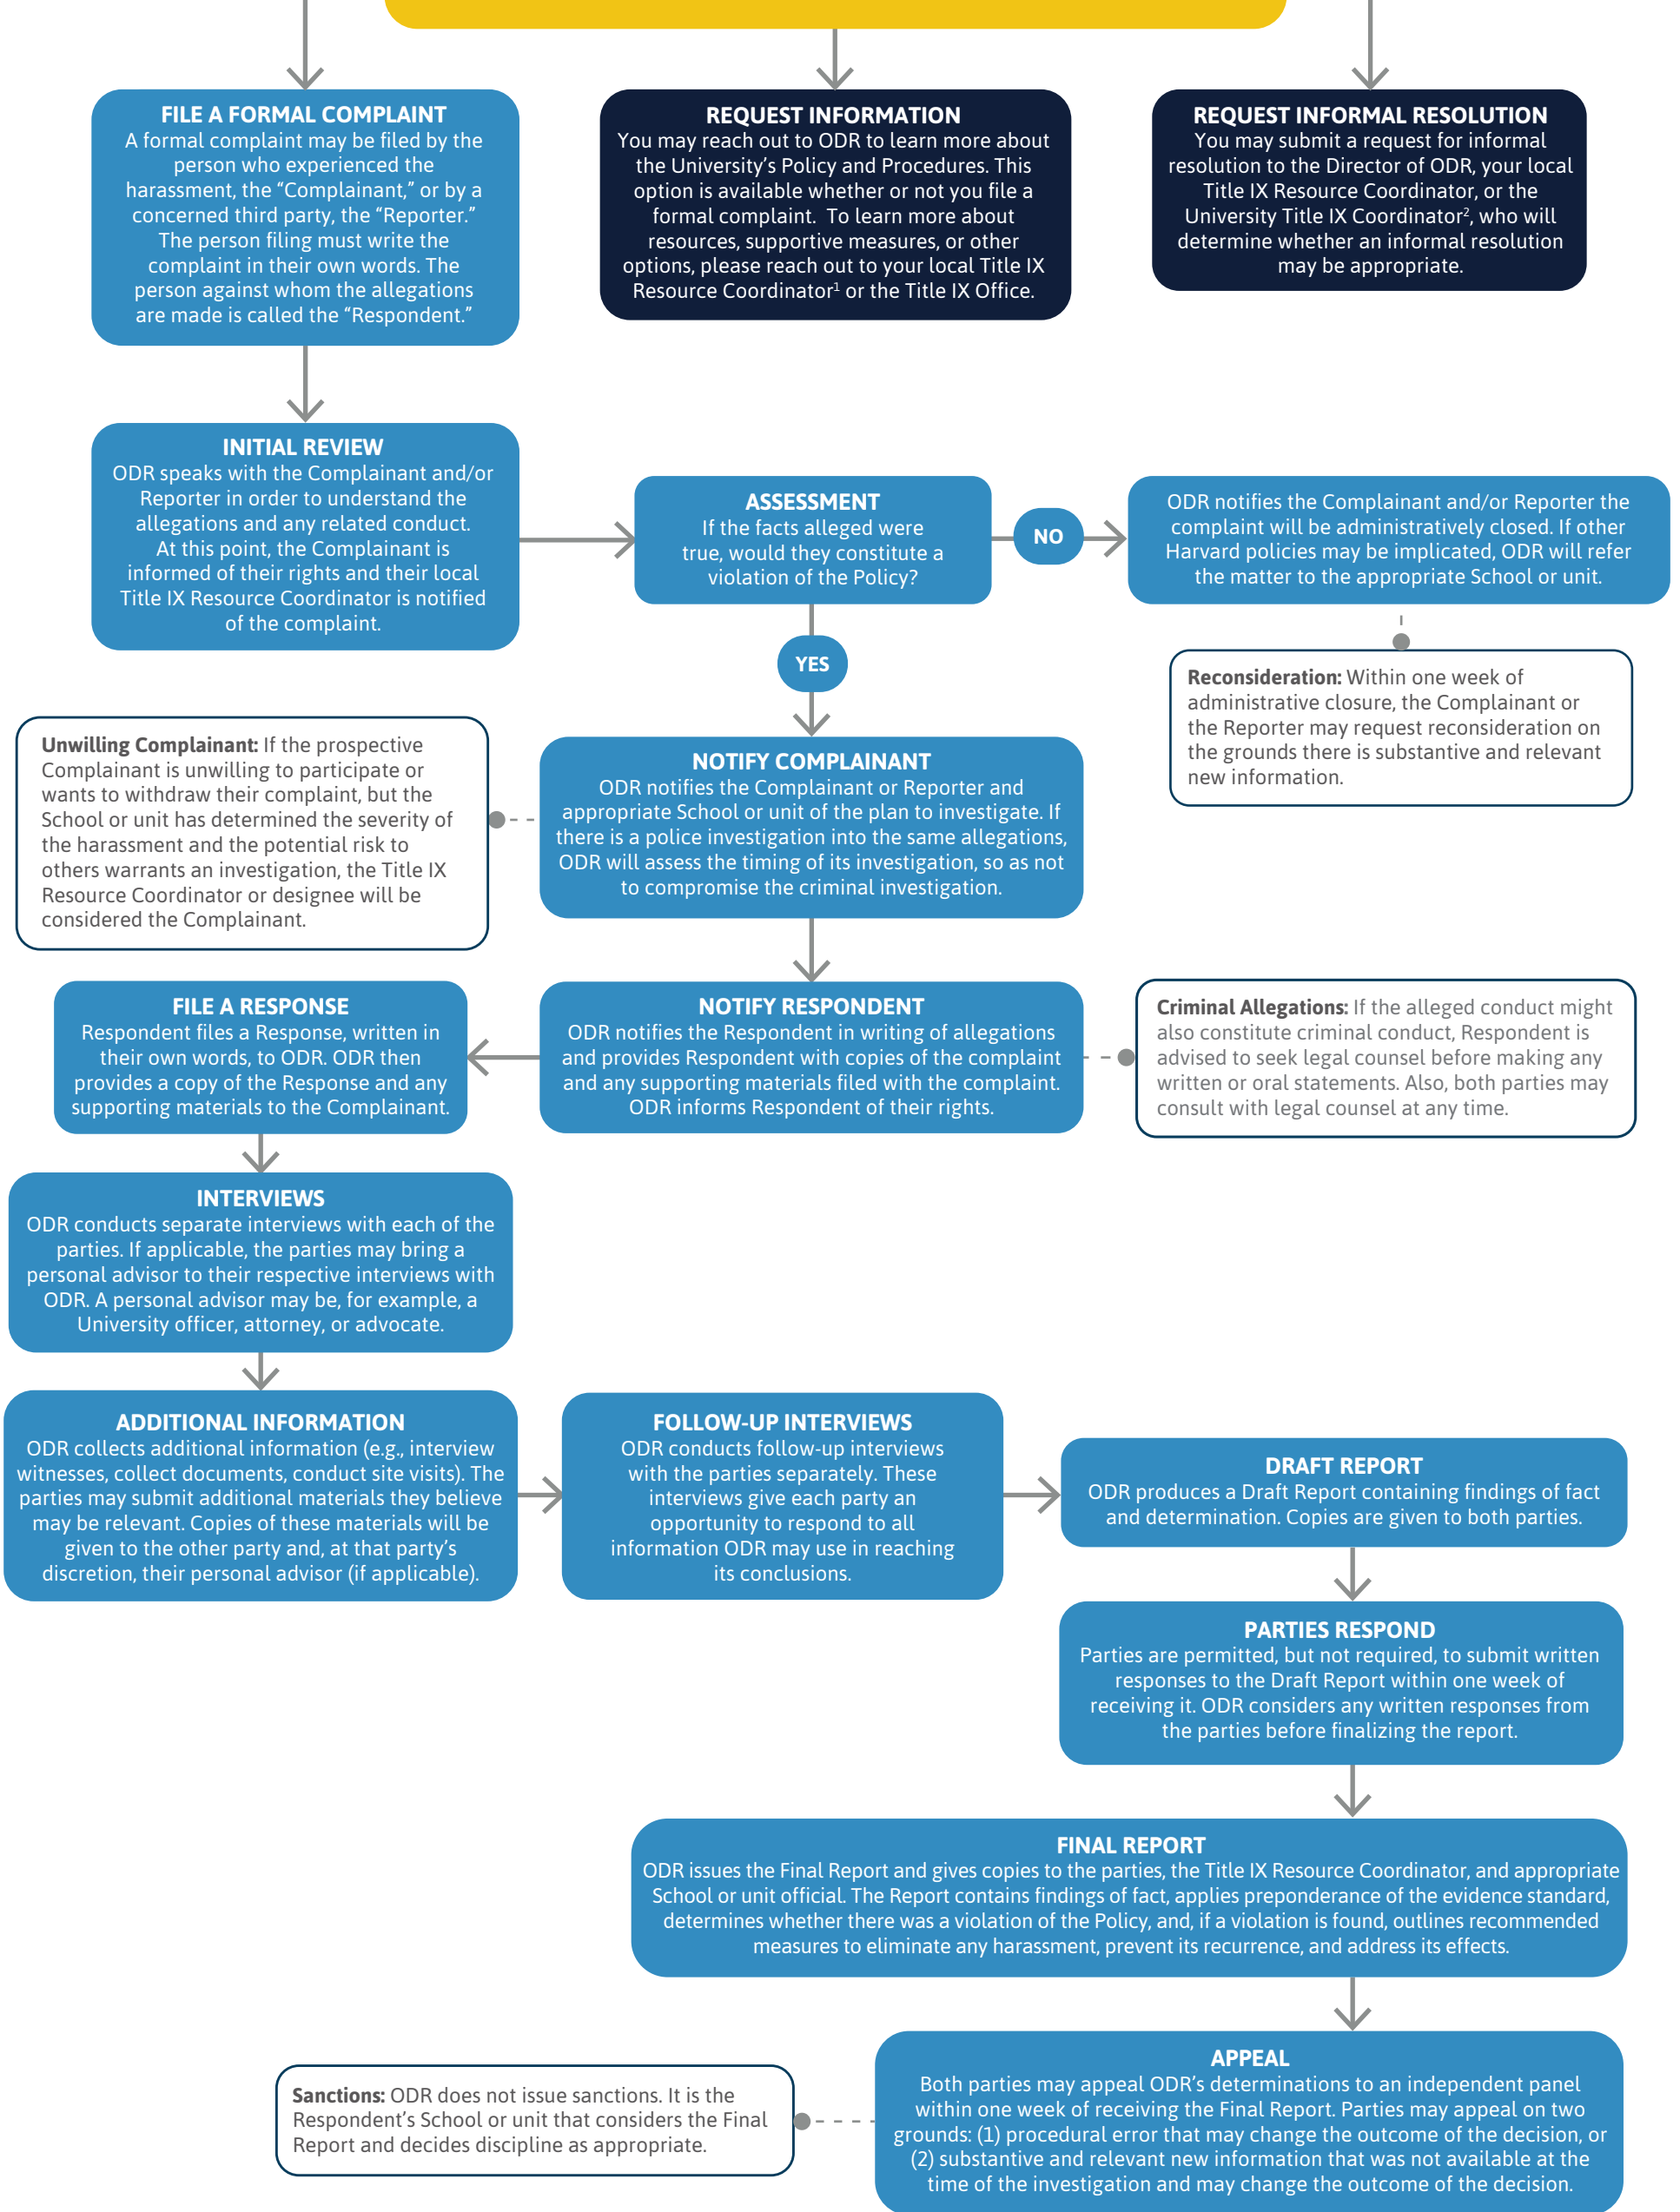 FILE A FORMAL COMPLAINT
A formal complaint may be filed by the
person who experienced the
harassment, the “Complainant,” or by a
concerned third party, the “Reporter.”
The person filing must write the
complaint in their own words. The
person against whom the allegations
are made is called the “Respondent.”
REQUEST INFORMATION
You may reach out to ODR to learn more about
the University’s Policy and Procedures. This
option is available whether or not you file a
formal complaint. To learn more about
resources, supportive measures, or other
options, please reach out to your local Title IX
Resource Coordinator¹ or the Title IX Office.
REQUEST INFORMAL RESOLUTION
You may submit a request for informal
resolution to the Director of ODR, your local
Title IX Resource Coordinator, or the
University Title IX Coordinator², who will
determine whether an informal resolution
may be appropriate.
INITIAL REVIEW
ODR speaks with the Complainant and/or
Reporter in order to understand the
allegations and any related conduct.
At this point, the Complainant is
informed of their rights and their local
Title IX Resource Coordinator is notified
of the complaint.
ASSESSMENT
If the facts alleged were
true, would they constitute a
violation of the Policy?
NO
ODR notifies the Complainant and/or Reporter the
complaint will be administratively closed. If other
Harvard policies may be implicated, ODR will refer
the matter to the appropriate School or unit.
YES
Reconsideration: Within one week of
administrative closure, the Complainant or
the Reporter may request reconsideration on
the grounds there is substantive and relevant
new information.
Unwilling Complainant: If the prospective
Complainant is unwilling to participate or
wants to withdraw their complaint, but the
School or unit has determined the severity of
the harassment and the potential risk to
others warrants an investigation, the Title IX
Resource Coordinator or designee will be
considered the Complainant.
NOTIFY COMPLAINANT
ODR notifies the Complainant or Reporter and
appropriate School or unit of the plan to investigate. If
there is a police investigation into the same allegations,
ODR will assess the timing of its investigation, so as not
to compromise the criminal investigation.
FILE A RESPONSE
Respondent files a Response, written in
their own words, to ODR. ODR then
provides a copy of the Response and any
supporting materials to the Complainant.
NOTIFY RESPONDENT
ODR notifies the Respondent in writing of allegations
and provides Respondent with copies of the complaint
and any supporting materials filed with the complaint.
ODR informs Respondent of their rights.
Criminal Allegations: If the alleged conduct might
also constitute criminal conduct, Respondent is
advised to seek legal counsel before making any
written or oral statements. Also, both parties may
consult with legal counsel at any time.
INTERVIEWS
ODR conducts separate interviews with each of the
parties. If applicable, the parties may bring a
personal advisor to their respective interviews with
ODR. A personal advisor may be, for example, a
University officer, attorney, or advocate.
ADDITIONAL INFORMATION
ODR collects additional information (e.g., interview
witnesses, collect documents, conduct site visits). The
parties may submit additional materials they believe
may be relevant. Copies of these materials will be
given to the other party and, at that party’s
discretion, their personal advisor (if applicable).
FOLLOW-UP INTERVIEWS
ODR conducts follow-up interviews
with the parties separately. These
interviews give each party an
opportunity to respond to all
information ODR may use in reaching
its conclusions.
DRAFT REPORT
ODR produces a Draft Report containing findings of fact
and determination. Copies are given to both parties.
PARTIES RESPOND
Parties are permitted, but not required, to submit written
responses to the Draft Report within one week of
receiving it. ODR considers any written responses from
the parties before finalizing the report.
FINAL REPORT
ODR issues the Final Report and gives copies to the parties, the Title IX Resource Coordinator, and appropriate
School or unit official. The Report contains findings of fact, applies preponderance of the evidence standard,
determines whether there was a violation of the Policy, and, if a violation is found, outlines recommended
measures to eliminate any harassment, prevent its recurrence, and address its effects.
Sanctions: ODR does not issue sanctions. It is the
Respondent’s School or unit that considers the Final
Report and decides discipline as appropriate.
APPEAL
Both parties may appeal ODR’s determinations to an independent panel
within one week of receiving the Final Report. Parties may appeal on two
grounds: (1) procedural error that may change the outcome of the decision, or
(2) substantive and relevant new information that was not available at the
time of the investigation and may change the outcome of the decision.